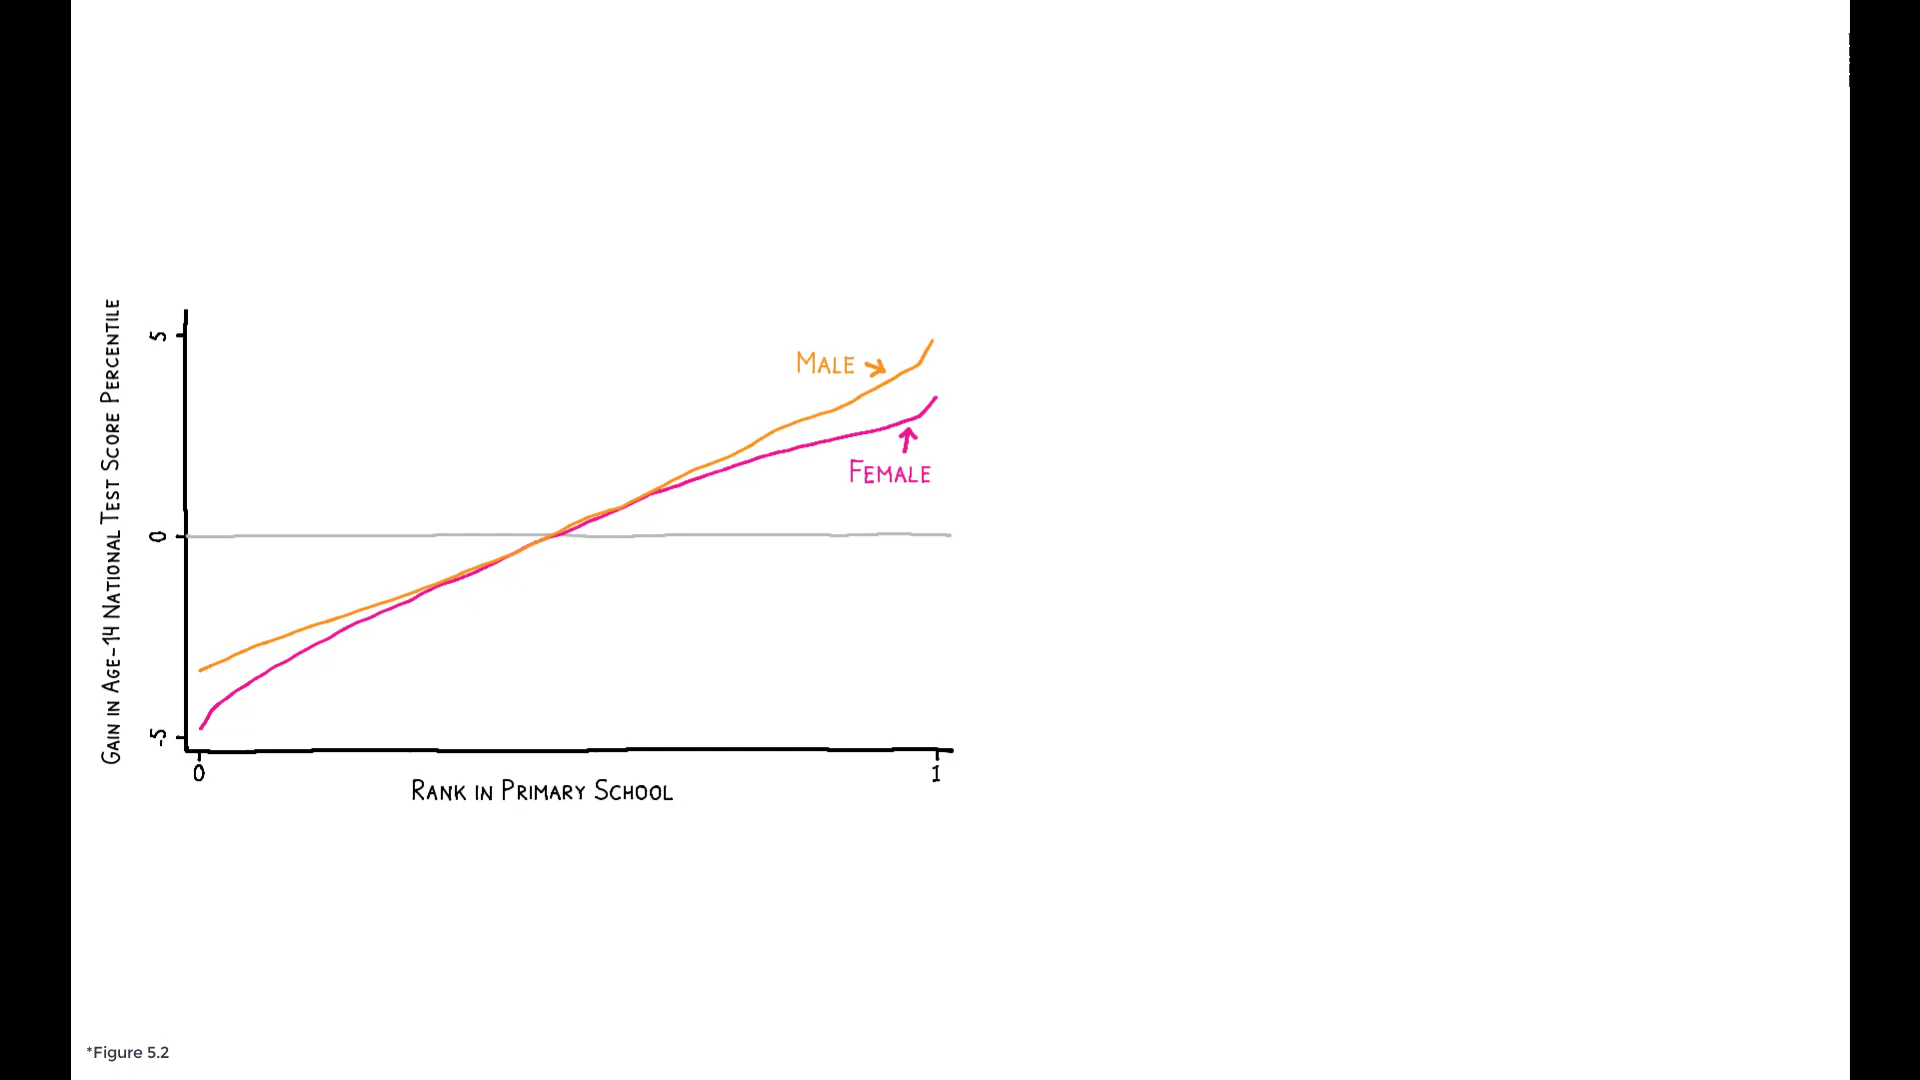 Gain in Age-14 National Test Score Percentile
5
0
-5
Male
Female
0
1
Rank in Primary School
*Figure 5.2